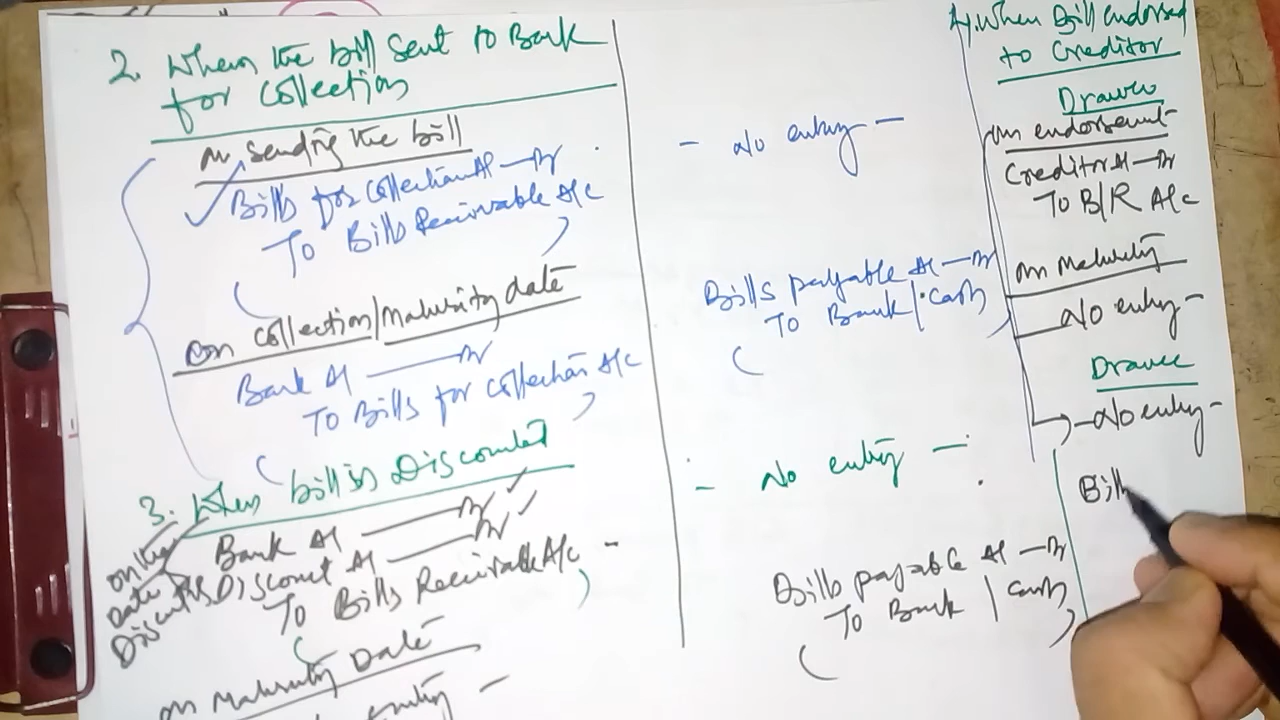 2. When the bill sent to Bank
for collection
on sending the bill
Bills for collection A/c — Dr
To Bills Receivable A/c
on collection/Maturity date
Bank A/c — Dr
To Bills for collection A/c
3. When bill is Discounted
Bank A/c — Dr
Discount A/c — Dr
To Bills Receivable A/c
on Maturity Date
entry —
- No entry —
Bills payable A/c — Dr
To Bank / Cash
- No entry —
Bills payable A/c — Dr
To Bank / Cash
4. When Bill endorsed
to Creditor
Drawer
on endorsement
Creditor A/c — Dr
To B/R A/c
on Maturity
No entry -
Drawee
- No entry -
Bill